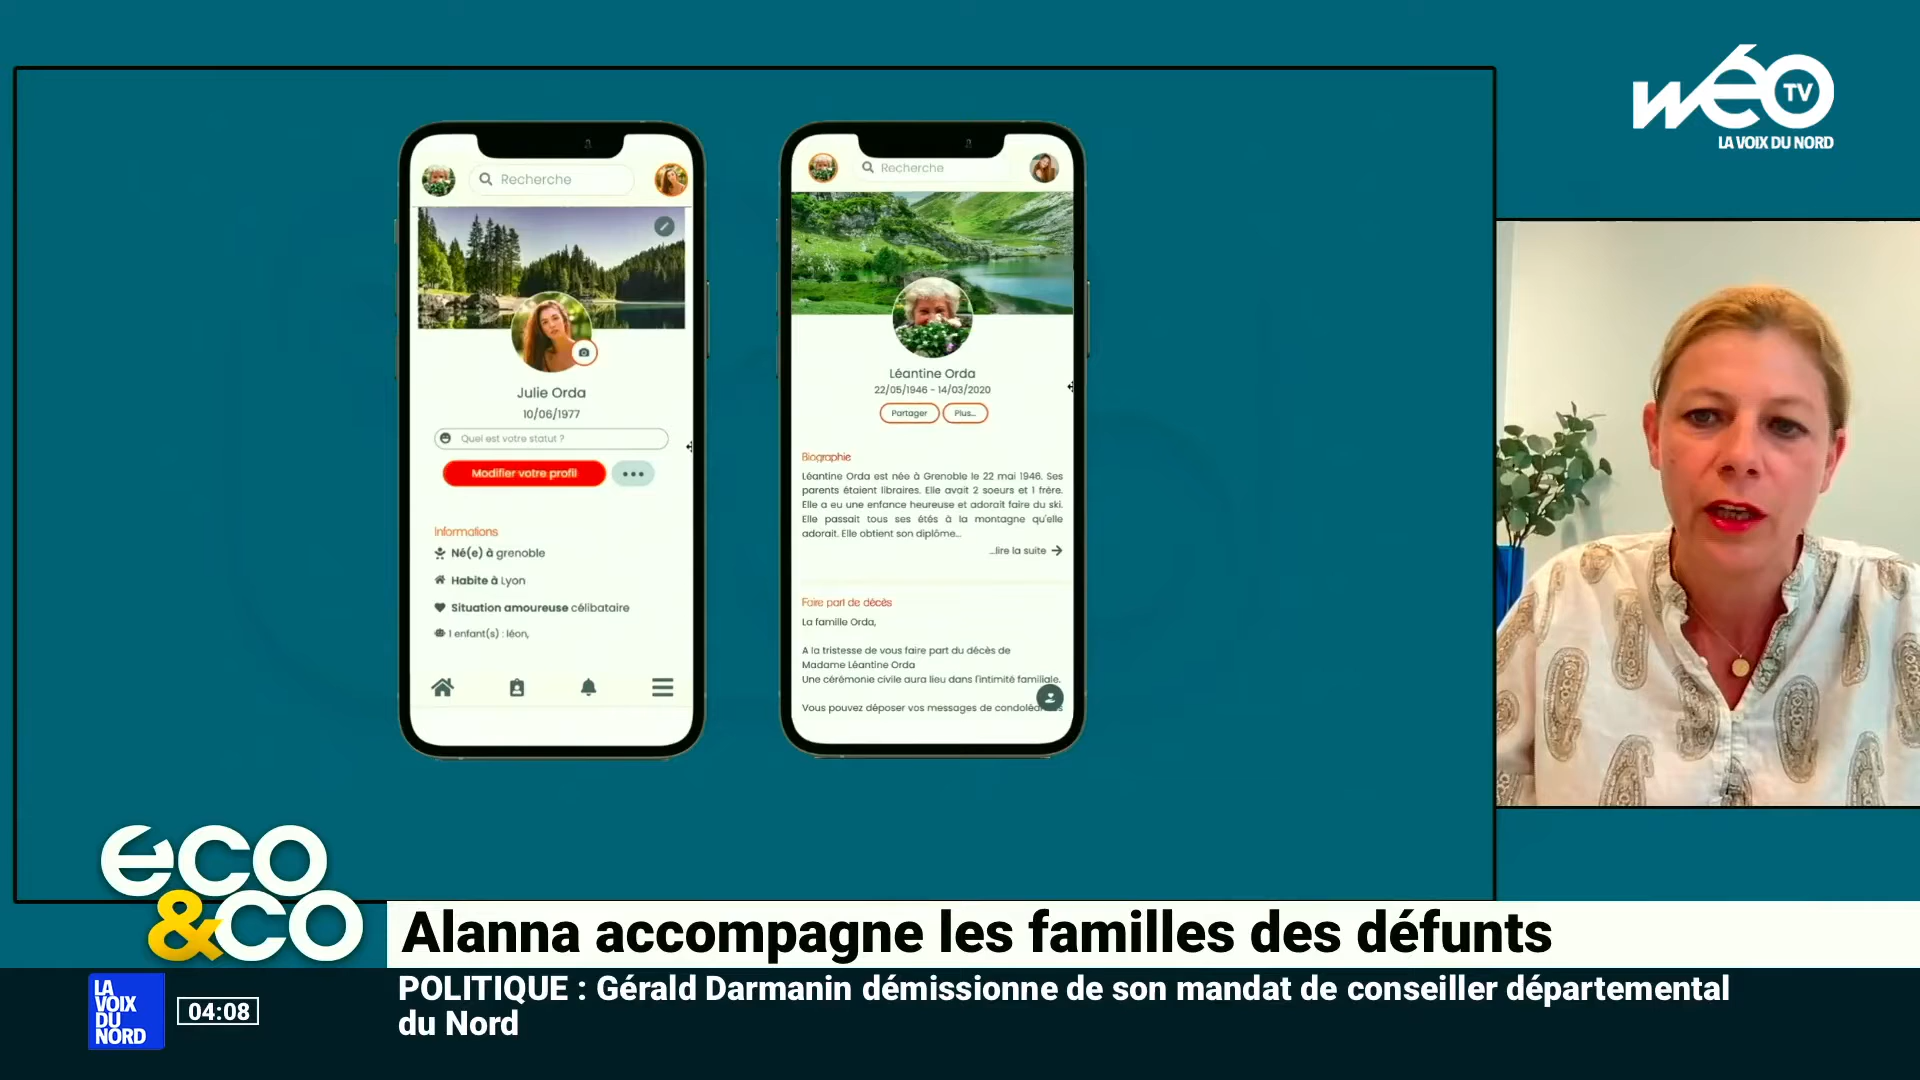 wéo TV
LA VOIX DU NORD
Recherche
Julie Orda
10/06/1977
Quel est votre statut ?
Modifier votre profil
Informations
Né(e) à grenoble
Habite à Lyon
Situation amoureuse célibataire
1 enfant(s) : léon,
Recherche
Léantine Orda
22/05/1946 - 14/03/2020
Partager
Plus...
Biographie
Léantine Orda est née à Grenoble le 22 mai 1946. Ses
parents étaient libraires. Elle avait 2 soeurs et 1 frère.
Elle a eu une enfance heureuse et adorait faire du ski.
Elle passait tous ses étés à la montagne qu'elle
adorait. Elle obtient son diplôme...
...lire la suite
Faire part de décès
La famille Orda,
A la tristesse de vous faire part du décès de
Madame Léantine Orda
Une cérémonie civile aura lieu dans l'intimité familiale.
Vous pouvez déposer vos messages de
éco
&co
Alanna accompagne les familles des défunts
LA
VOIX
DU
NORD
04:08
POLITIQUE : Gérald Darmanin démissionne de son mandat de conseiller départemental
du Nord